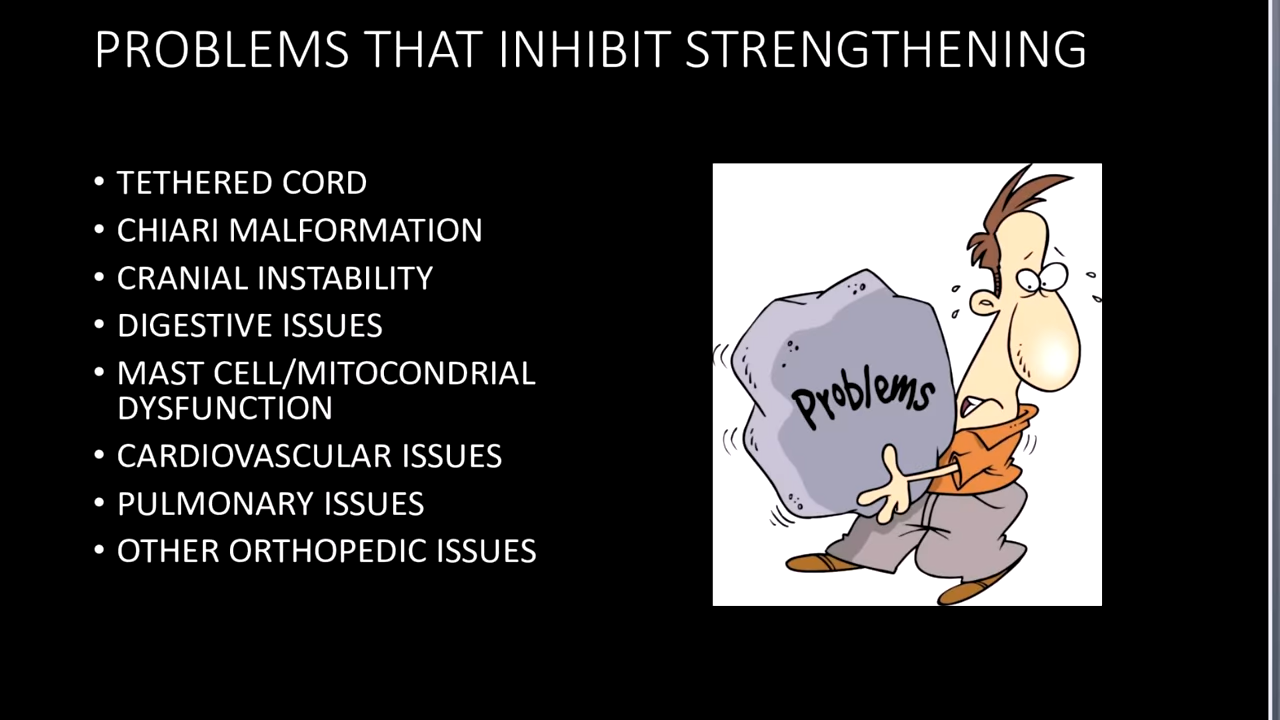 PROBLEMS THAT INHIBIT STRENGTHENING
• TETHERED CORD
• CHIARI MALFORMATION
• CRANIAL INSTABILITY
• DIGESTIVE ISSUES
• MAST CELL/MITOCONDRIAL
DYSFUNCTION
• CARDIOVASCULAR ISSUES
• PULMONARY ISSUES
• OTHER ORTHOPEDIC ISSUES
Problems